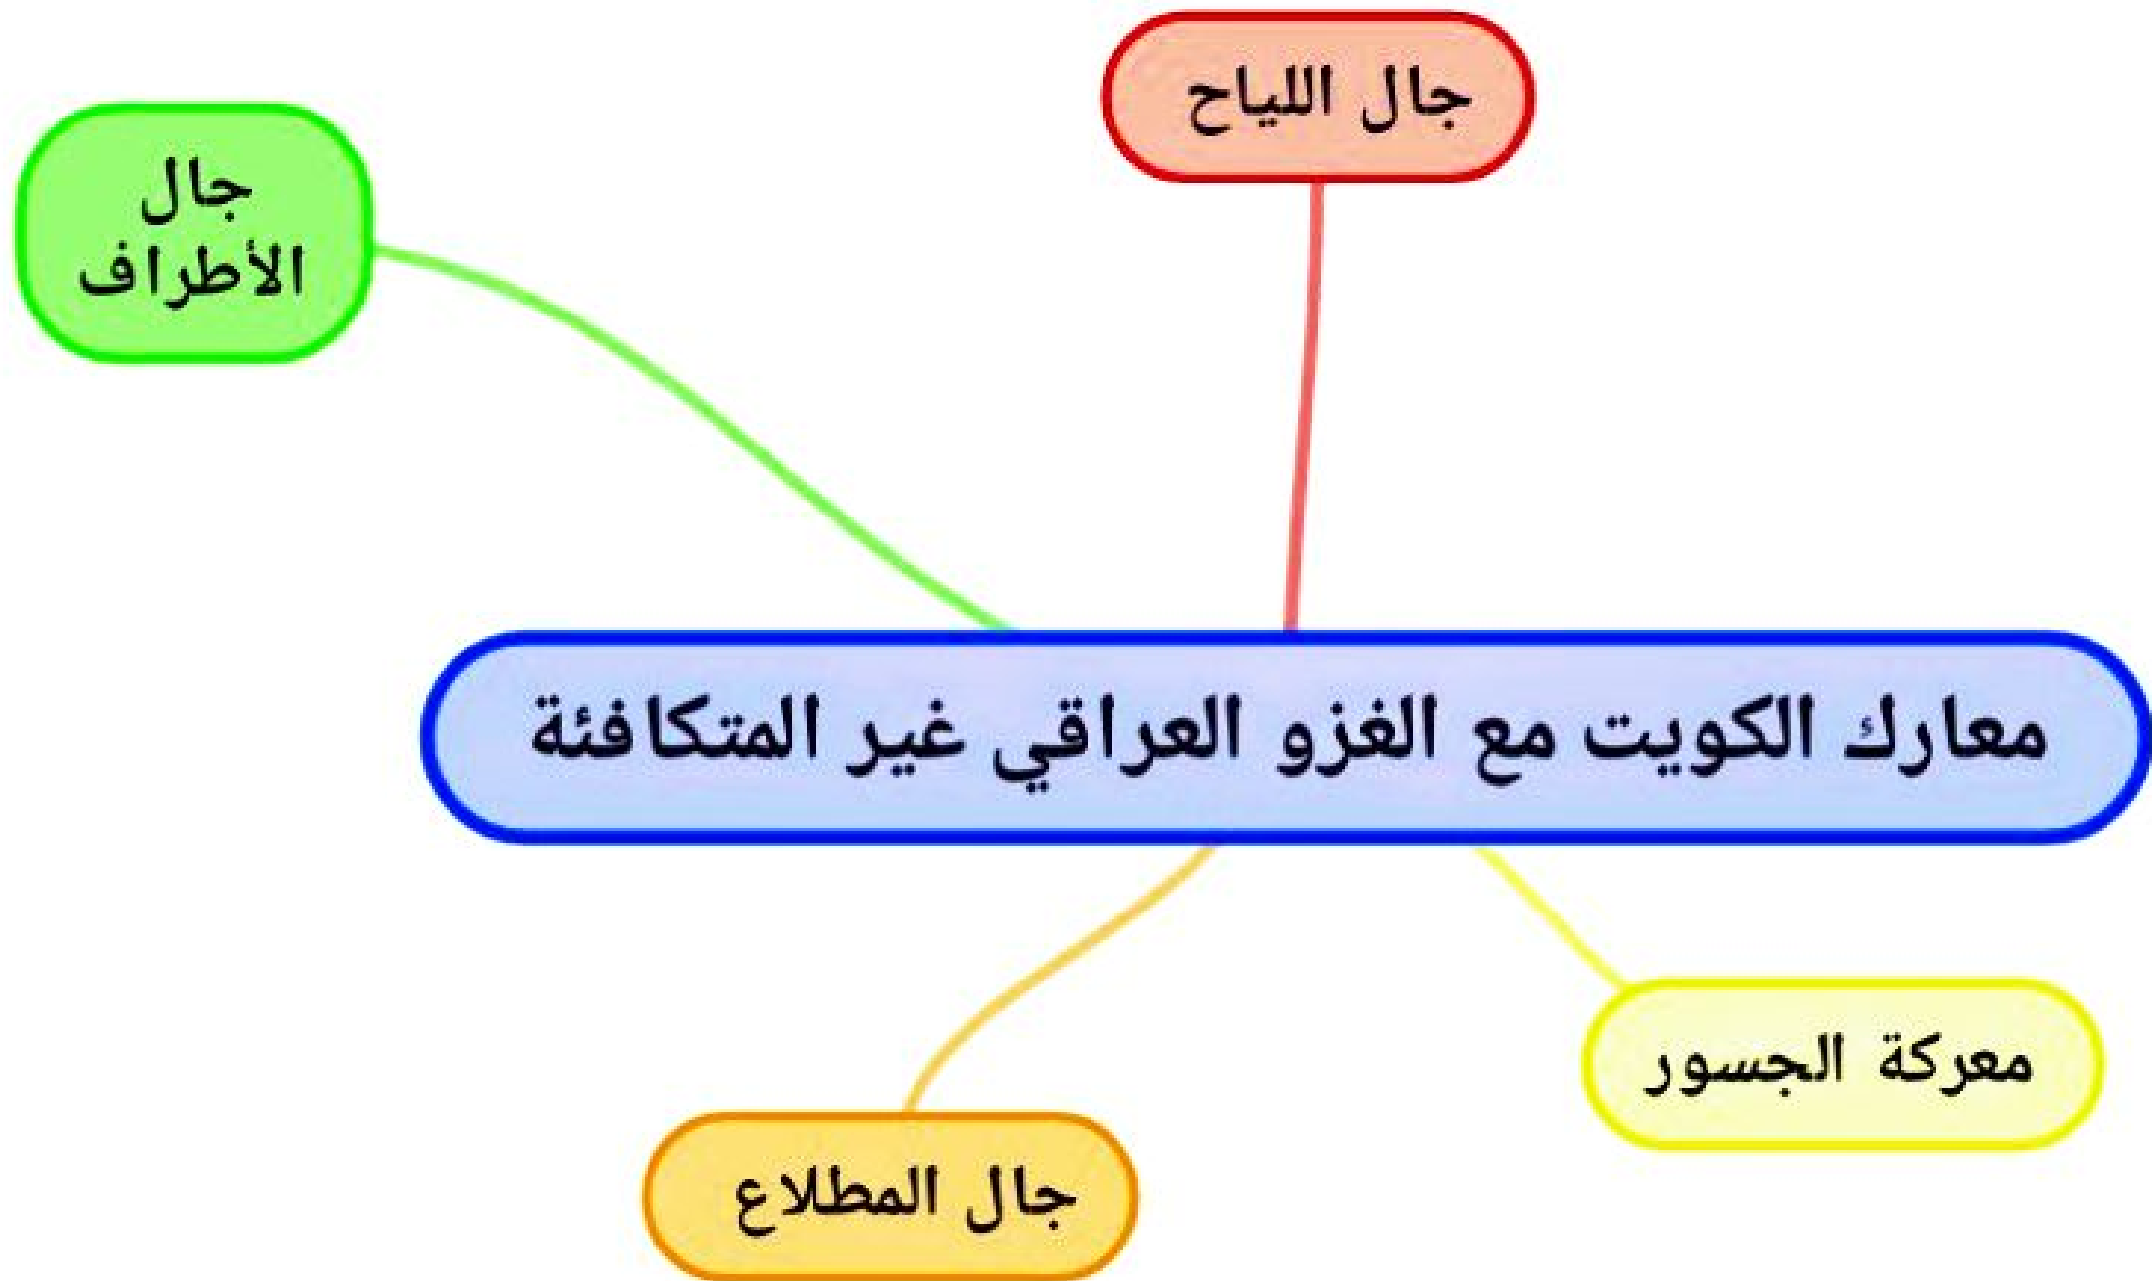 جال اللياح
جال
الأطراف
معارك الكويت مع الغزو العراقي غير المتكافئة
معركة الجسور
جال المطلاع